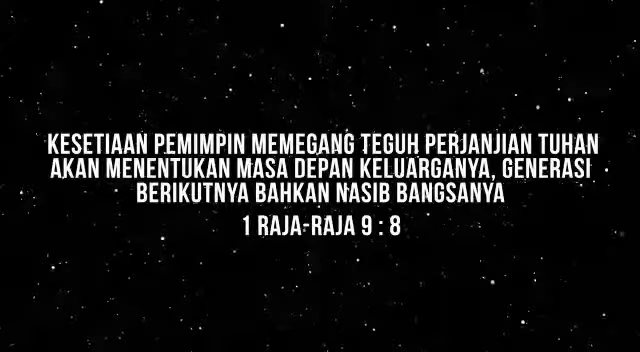 KESETIAAN PEMIMPIN MEMEGANG TEGUH PERJANJIAN TUHAN
AKAN MENENTUKAN MASA DEPAN KELUARGANYA, GENERASI
BERIKUTNYA BAHKAN NASIB BANGSANYA
1 RAJA-RAJA 9 : 8